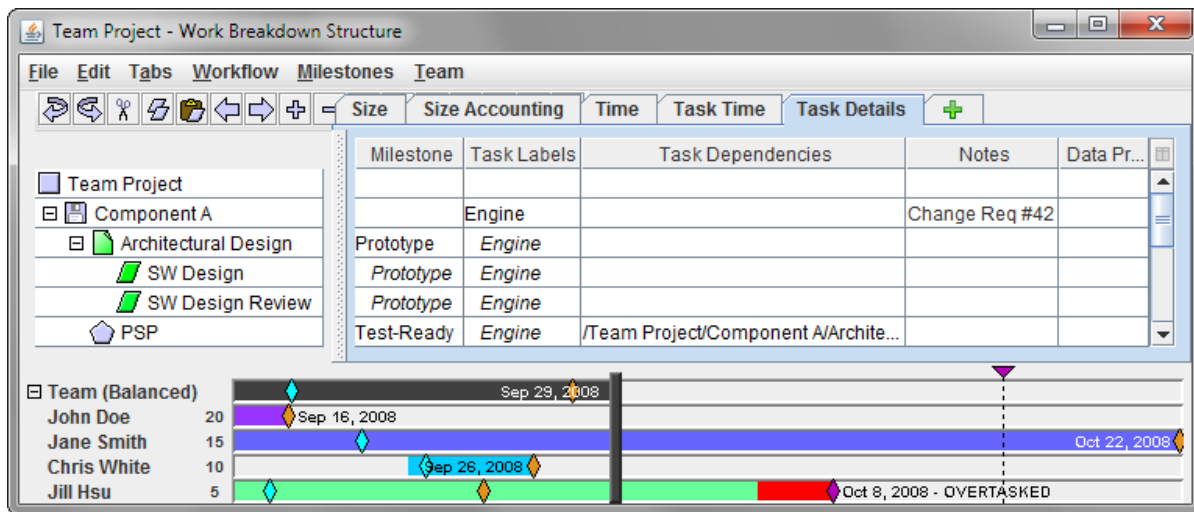 Team Project - Work Breakdown Structure
File Edit Tabs Workflow Milestones Team
Size Size Accounting Time Task Time Task Details
Milestone Task Labels Task Dependencies Notes Data Pr...
Team Project
Component A Engine Change Req #42
Architectural Design Prototype Engine
SW Design Prototype Engine
SW Design Review Prototype Engine
PSP Test-Ready Engine /Team Project/Component A/Archite...
Team (Balanced) Sep 29, 2008
John Doe 20 Sep 16, 2008
Jane Smith 15 Oct 22, 2008
Chris White 10 Sep 26, 2008
Jill Hsu 5 Oct 8, 2008 - OVERTASKED